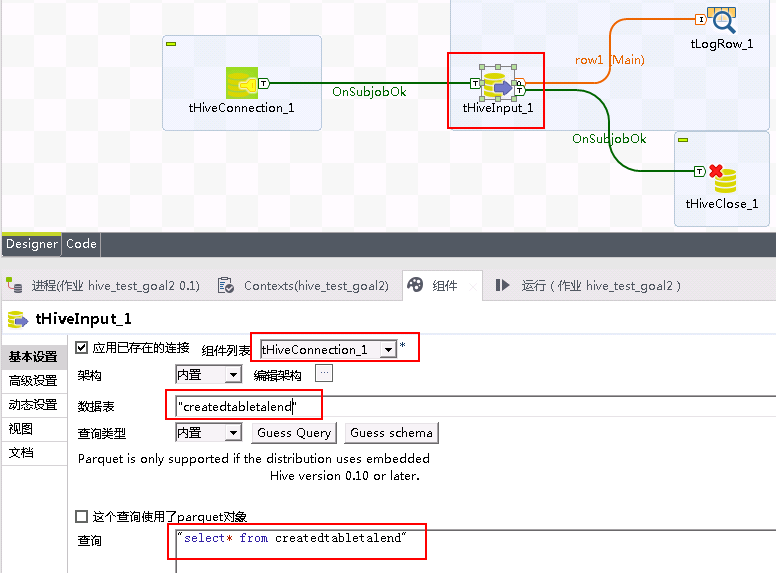 tLogRow_1
row1 (Main)
tHiveConnection_1
OnSubjobOk
tHiveInput_1
OnSubjobOk
tHiveClose_1
Designer Code
进程(作业 hive_test_goal2 0.1) Contexts(hive_test_goal2) 组件 运行 ( 作业 hive_test_goal2 )
tHiveInput_1
基本设置
高级设置
动态设置
视图
文档
应用已存在的连接 组件列表 tHiveConnection_1 *
架构 内置 编辑架构 ...
数据表 "createdtabletalend"
查询类型 内置 Guess Query Guess schema
Parquet is only supported if the distribution uses embedded
Hive version 0.10 or later.
这个查询使用了parquet对象
查询 "select* from createdtabletalend"